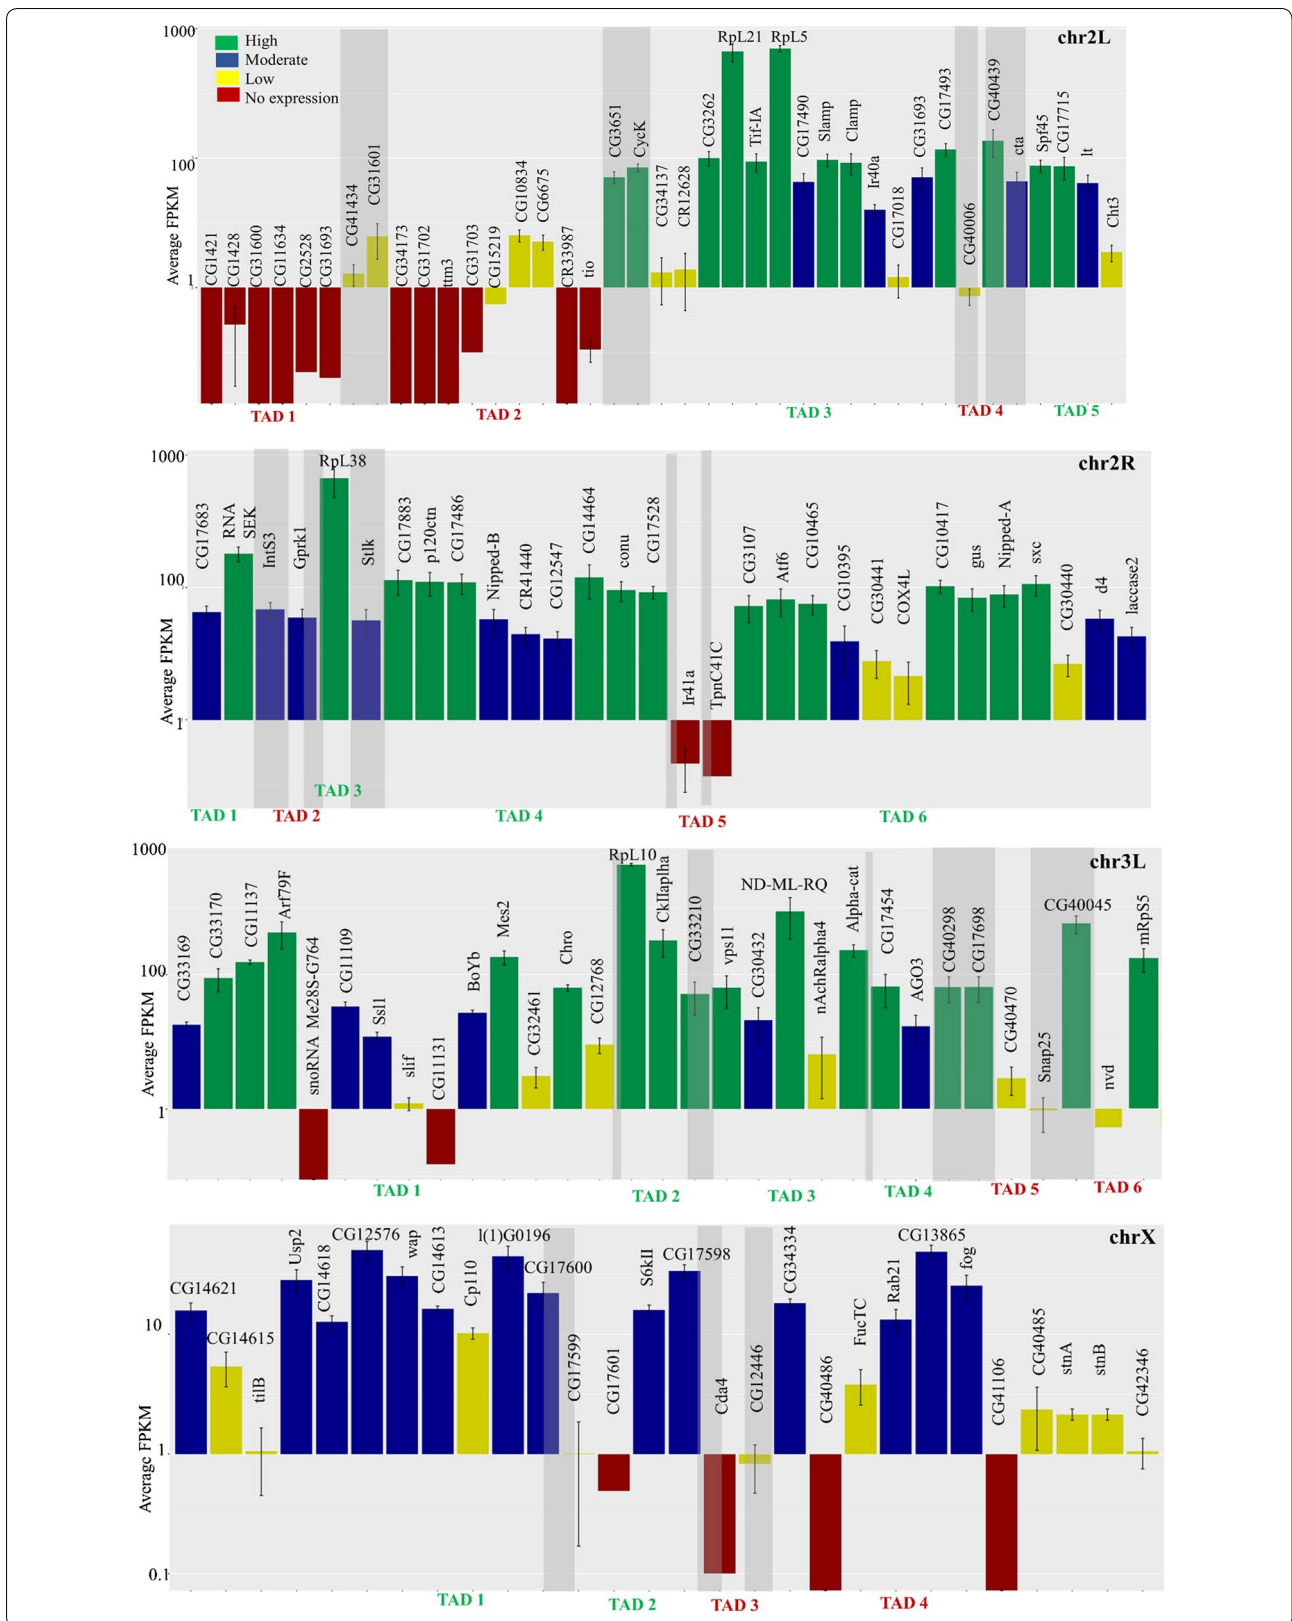 chr2L
1000
High
Moderate
Low
No expression
Average FPKM
100
1
CG1421
CG1428
CG31600
CG11634
CG2528
CG31693
CG41434
CG31601
CG34173
CG31702
ttm3
CG31703
CG15219
CG10834
CG6675
CR33987
tio
CG3651
CycK
CG34137
CR12628
CG3262
RpL21
Tif-IA
RpL5
CG17490
Slamp
Clamp
Ir40a
CG17018
CG31693
CG17493
CG40006
CG40439
cta
Spf45
CG17715
lt
Cht3
TAD 1
TAD 2
TAD 3
TAD 4
TAD 5
chr2R
1000
Average FPKM
100
1
CG17683
RNA
SEK
IntS3
Gprk1
RpL38
Stlk
CG17883
p120ctn
CG17486
Nipped-B
CR41440
CG12547
CG14464
conu
CG17528
Ir41a
TpnC41C
CG3107
Atf6
CG10465
CG10395
CG30441
COX4L
CG10417
gus
Nipped-A
sxc
CG30440
d4
laccase2
TAD 1
TAD 2
TAD 3
TAD 4
TAD 5
TAD 6
chr3L
1000
Average FPKM
100
1
CG33169
CG33170
CG11137
Arf79F
snoRNA Me28S-G764
CG11109
Ssl1
slif
CG11131
BoYb
Mes2
CG32461
Chro
CG12768
RpL10
CkIIaplha
CG33210
vps11
CG30432
ND-ML-RQ
nAchRalpha4
Alpha-cat
CG17454
AGO3
CG40298
CG17698
CG40470
Snap25
CG40045
nvd
mRpS5
TAD 1
TAD 2
TAD 3
TAD 4
TAD 5
TAD 6
chrX
Average FPKM
10
1
0.1
CG14621
CG14615
tilB
Usp2
CG14618
CG12576
wap
CG14613
Cp110
l(1)G0196
CG17600
CG17599
CG17601
S6kII
CG17598
Cda4
CG12446
CG34334
CG40486
FucTC
Rab21
CG13865
fog
CG41106
CG40485
stnA
stnB
CG42346
TAD 1
TAD 2
TAD 3
TAD 4